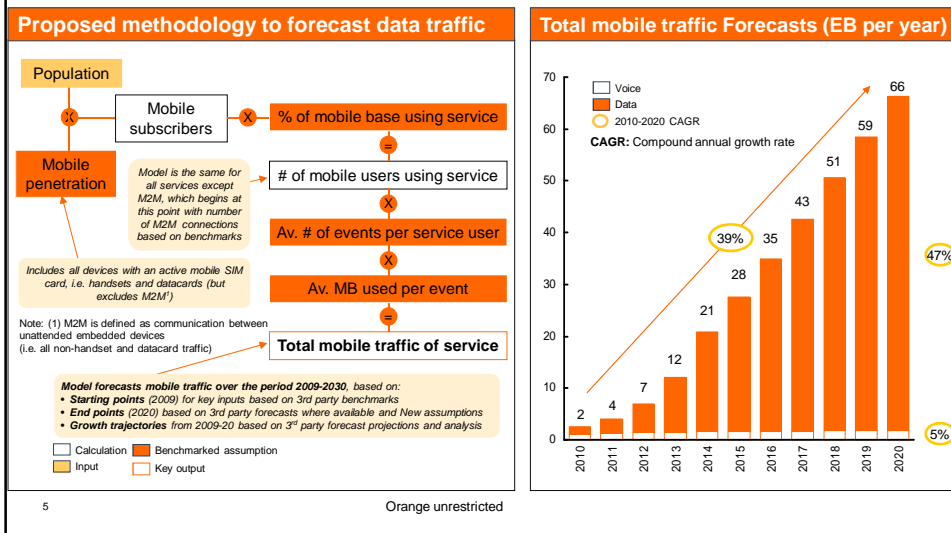 Proposed methodology to forecast data traffic
Population
X
Mobile
subscribers
X
% of mobile base using service
=
Mobile
penetration
Model is the same for
all services except
M2M, which begins at
this point with number
of M2M connections
based on benchmarks
# of mobile users using service
X
Av. # of events per service user
X
Includes all devices with an active mobile SIM
card, i.e. handsets and datacards (but
excludes M2M1)
Av. MB used per event
=
Note: (1) M2M is defined as communication between
unattended embedded devices
(i.e. all non-handset and datacard traffic)
Total mobile traffic of service
Model forecasts mobile traffic over the period 2009-2030, based on:
• Starting points (2009) for key inputs based on 3rd party benchmarks
• End points (2020) based on 3rd party forecasts where available and New assumptions
• Growth trajectories from 2009-20 based on 3rd party forecast projections and analysis
Calculation
Benchmarked assumption
Input
Key output
Total mobile traffic Forecasts (EB per year)
Voice
Data
2010-2020 CAGR
CAGR: Compound annual growth rate
70
60
50
40
30
20
10
0
2
4
7
12
21
28
35
43
51
59
66
39%
47%
5%
2010
2011
2012
2013
2014
2015
2016
2017
2018
2019
2020
5
Orange unrestricted